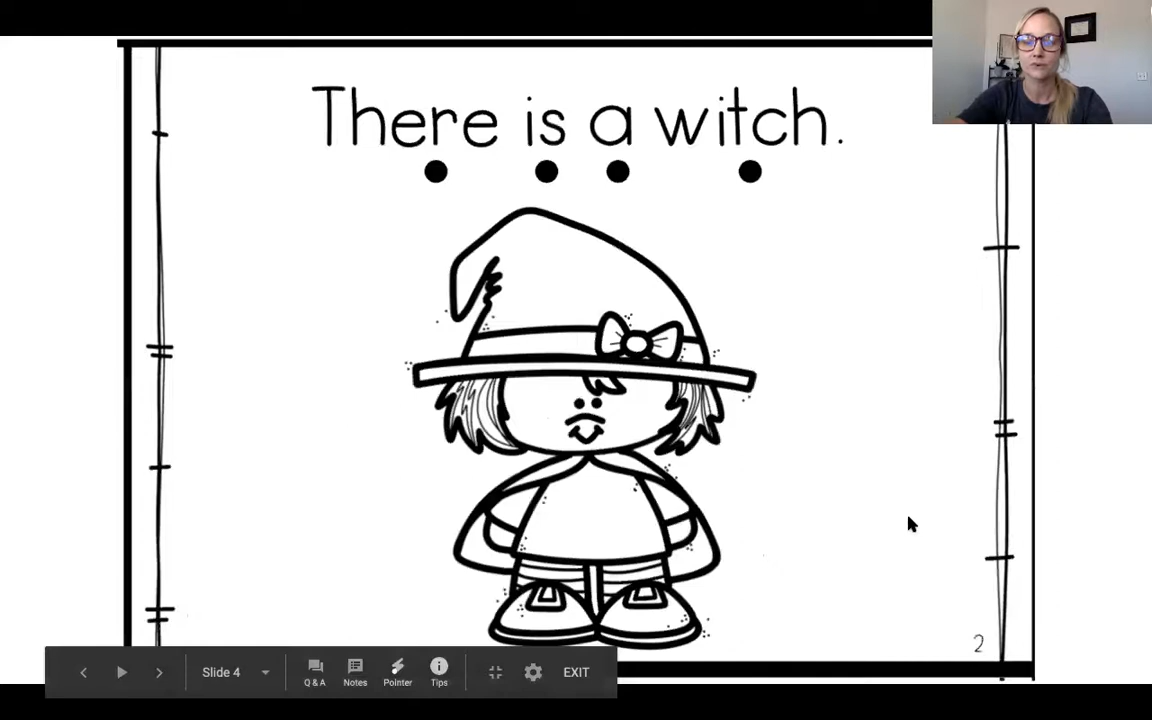 There is a witch.
2
Slide 4
Q & A
Notes
Pointer
Tips
EXIT